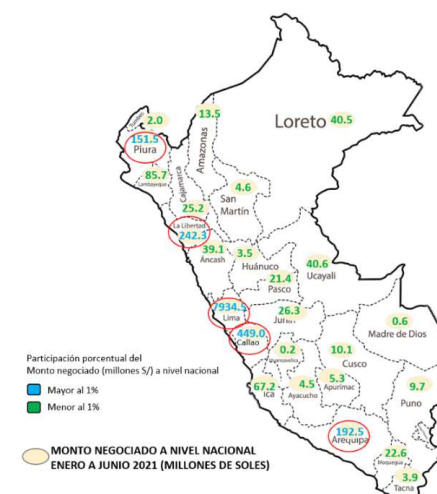 Tumbes
2.0
13.5
Loreto
40.5
151.5
Piura
Amazonas
85.7
Lambayeque
Cajamarca
4.6
San
Martín
25.2
La Libertad
242.3
39.1
Áncash
3.5
Huánuco
40.6
Ucayali
21.4
Pasco
26.3
Junín
7934.5
Lima
449.0
Callao
0.6
Madre de Dios
0.2
Huancavelica
10.1
Cusco
67.2
Ica
4.5
Ayacucho
5.3
Apurímac
9.7
Puno
192.5
Arequipa
22.6
Moquegua
3.9
Tacna
Participación porcentual del
Monto negociado (millones S/) a nivel nacional
Mayor al 1%
Menor al 1%
MONTO NEGOCIADO A NIVEL NACIONAL
ENERO A JUNIO 2021 (MILLONES DE SOLES)